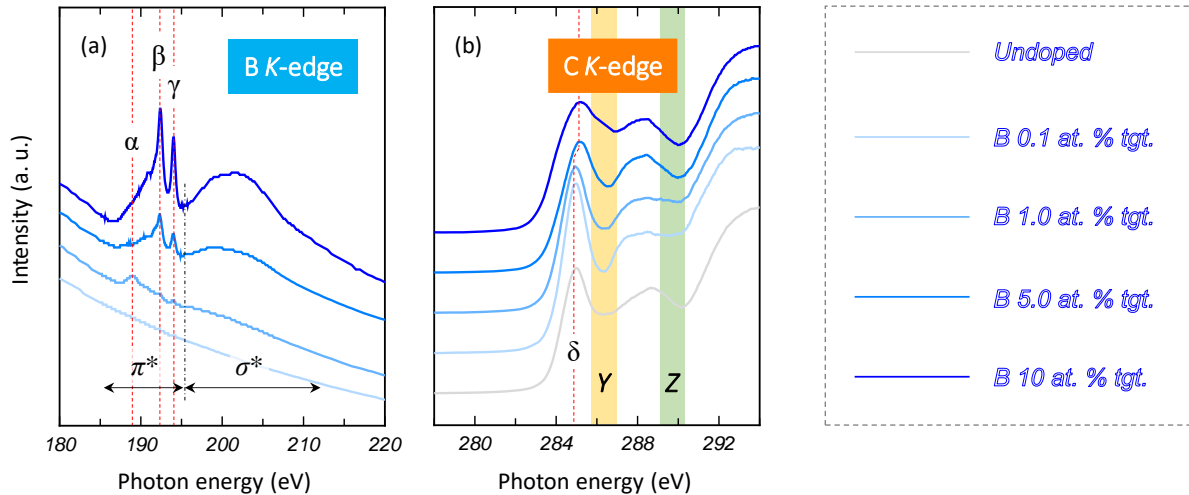 (a)
B K-edge
α
β
γ
π*
σ*
Intensity (a. u.)
180 190 200 210 220
Photon energy (eV)
(b)
C K-edge
δ
Y
Z
280 284 288 292
Photon energy (eV)
Undoped
B 0.1 at. % tgt.
B 1.0 at. % tgt.
B 5.0 at. % tgt.
B 10 at. % tgt.